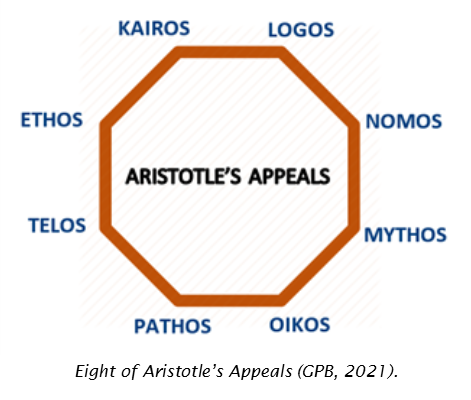 KAIROS LOGOS
ETHOS NOMOS
ARISTOTLE'S APPEALS
TELOS MYTHOS
PATHOS OIKOS
Eight of Aristotle's Appeals (GPB, 2021).